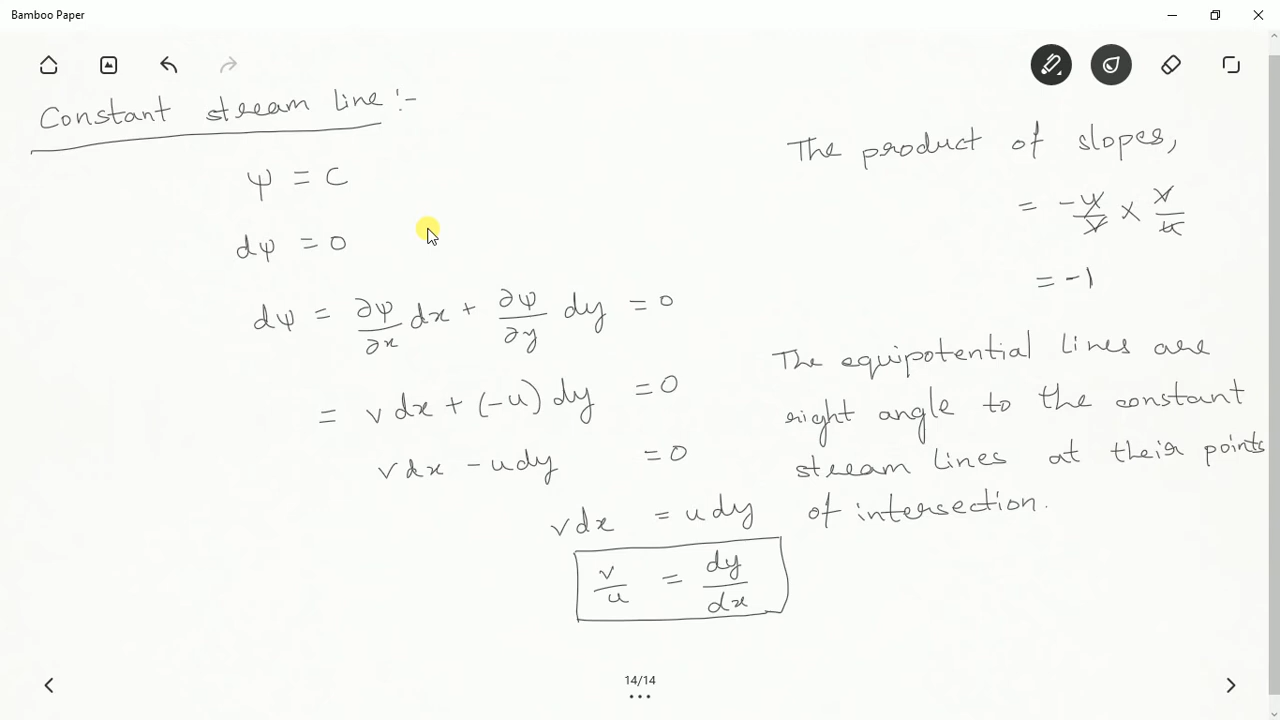 Bamboo Paper
Constant stream line :-
ψ = C
dψ = 0
dψ = ∂ψ/∂x dx + ∂ψ/∂y dy = 0
= v dx + (-u) dy = 0
v dx - u dy = 0
v dx = u dy
v/u = dy/dx
The product of slopes,
= -u/v × v/u
= -1
The equipotential lines are
right angle to the constant
stream lines at their points
of intersection.
14/14